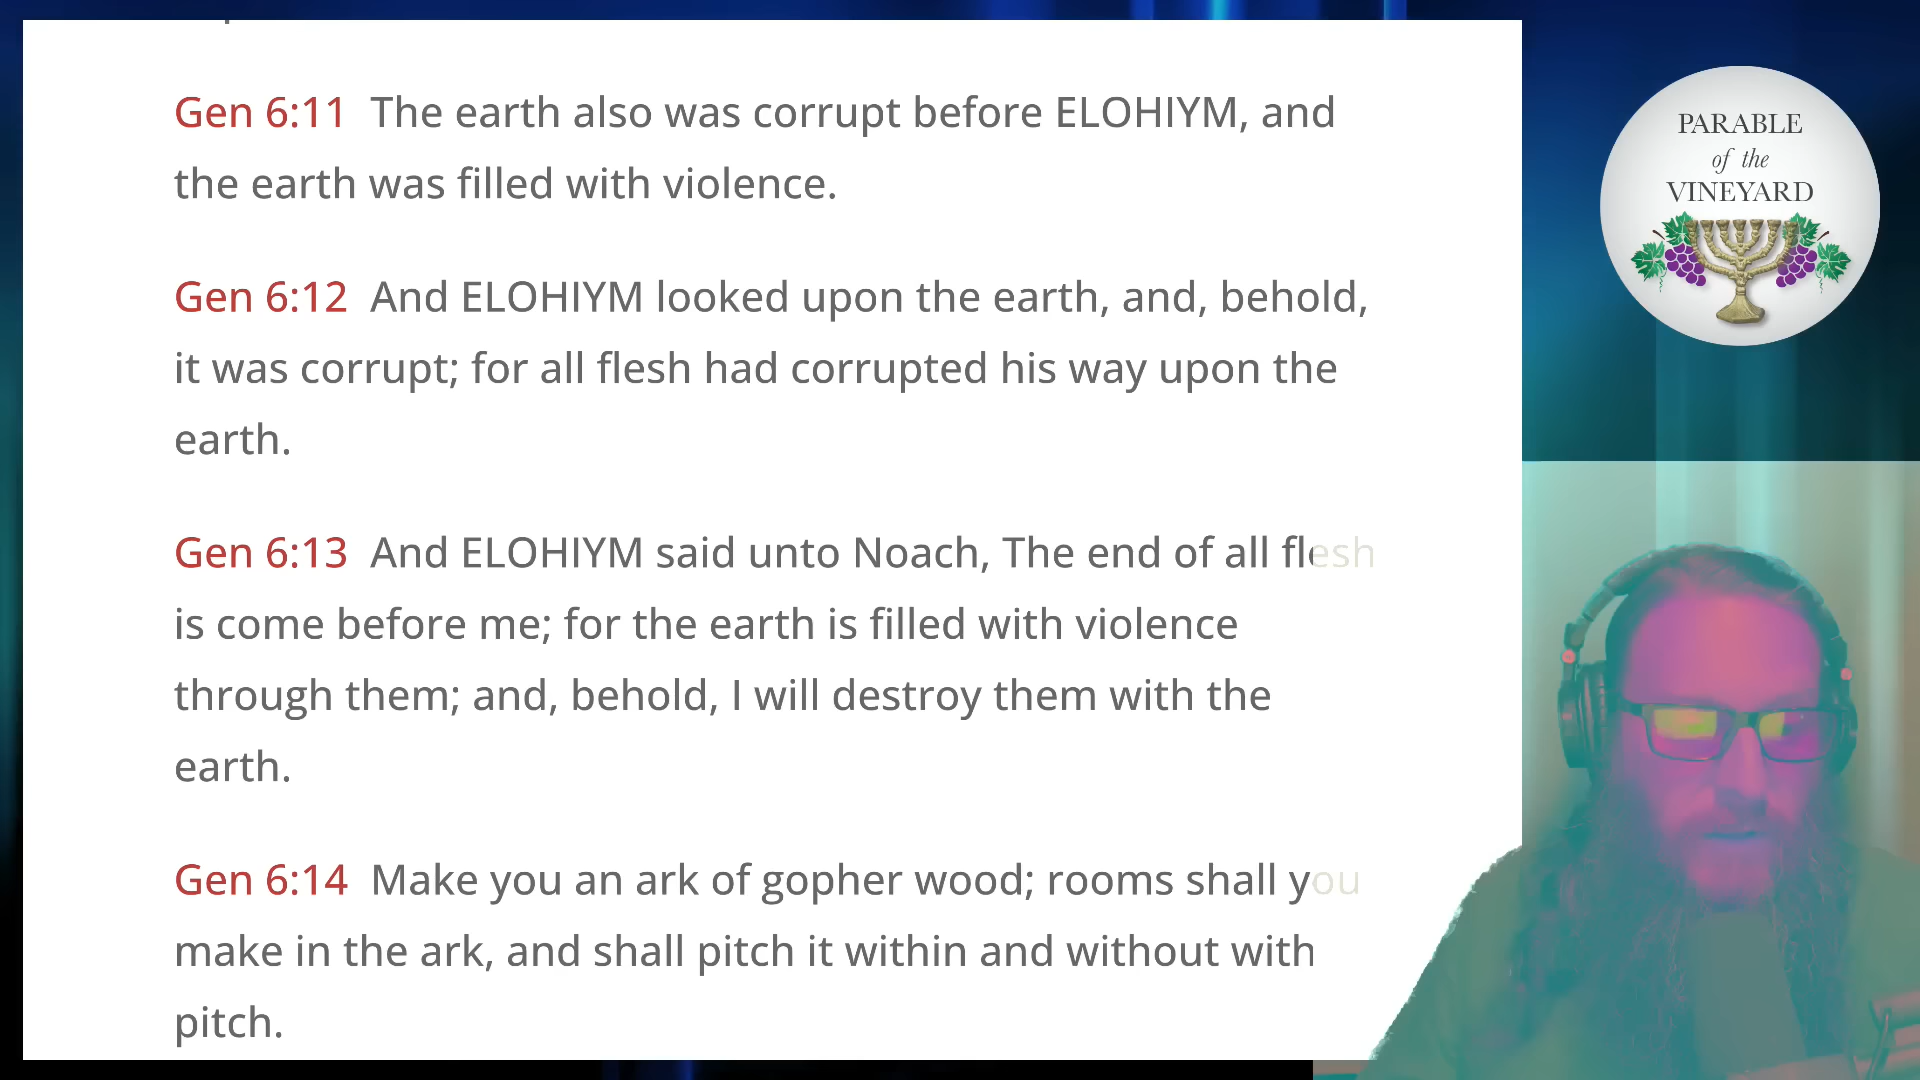 Gen 6:11 The earth also was corrupt before ELOHIYM, and
the earth was filled with violence.
Gen 6:12 And ELOHIYM looked upon the earth, and, behold,
it was corrupt; for all flesh had corrupted his way upon the
earth.
Gen 6:13 And ELOHIYM said unto Noach, The end of all flesh
is come before me; for the earth is filled with violence
through them; and, behold, I will destroy them with the
earth.
Gen 6:14 Make you an ark of gopher wood; rooms shall you
make in the ark, and shall pitch it within and without with
pitch.
PARABLE
of the
VINEYARD